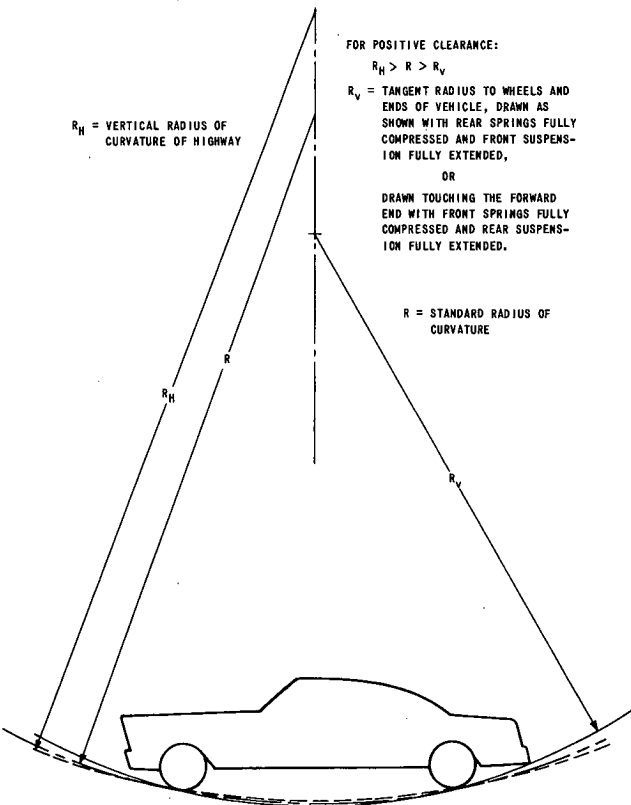 FOR POSITIVE CLEARANCE:
R_H > R > R_V
R_V = TANGENT RADIUS TO WHEELS AND
ENDS OF VEHICLE, DRAWN AS
SHOWN WITH REAR SPRINGS FULLY
COMPRESSED AND FRONT SUSPEN-
ION FULLY EXTENDED,
OR
DRAWN TOUCHING THE FORWARD
END WITH FRONT SPRINGS FULLY
COMPRESSED AND REAR SUSPENS-
ION FULLY EXTENDED.
R_H = VERTICAL RADIUS OF
CURVATURE OF HIGHWAY
R = STANDARD RADIUS OF
CURVATURE
R
R_H
R_V